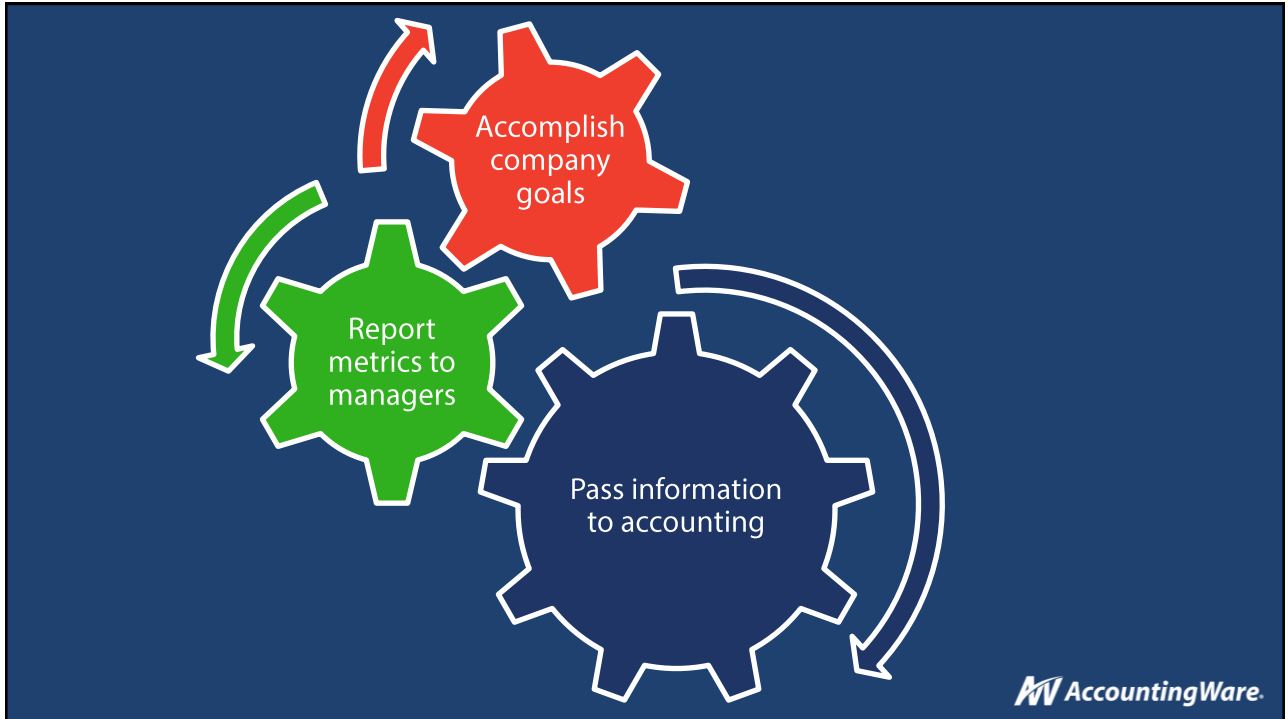 Accomplish
company
goals
Report
metrics to
managers
Pass information
to accounting
AccountingWare®